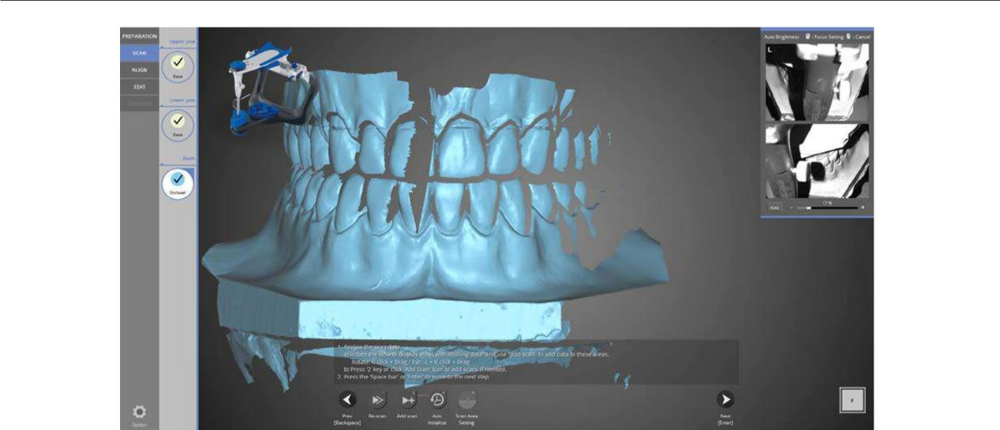 PREPARATION
SCAN
ALIGN
EDIT
Upper jaw
Done
Lower jaw
Done
Both
Occlusal
Option
Auto Brightness : Focus Setting : Cancel
L
17 %
Auto - +
1. Review the scan data.
a) Rotate the view to display areas with missing data and use "add scan" to add data to these areas.
Rotate: R click + Drag / Pan: L + R click + Drag
b) Press '2' key or click 'Add Scan' icon to add scans if needed.
2. Press the 'Space bar' or 'Enter' to move to the next step.
Prev
[Backspace]
Re-scan
Add scan
Axis
Initialize
Scan Area
Setting
Next
[Enter]
F